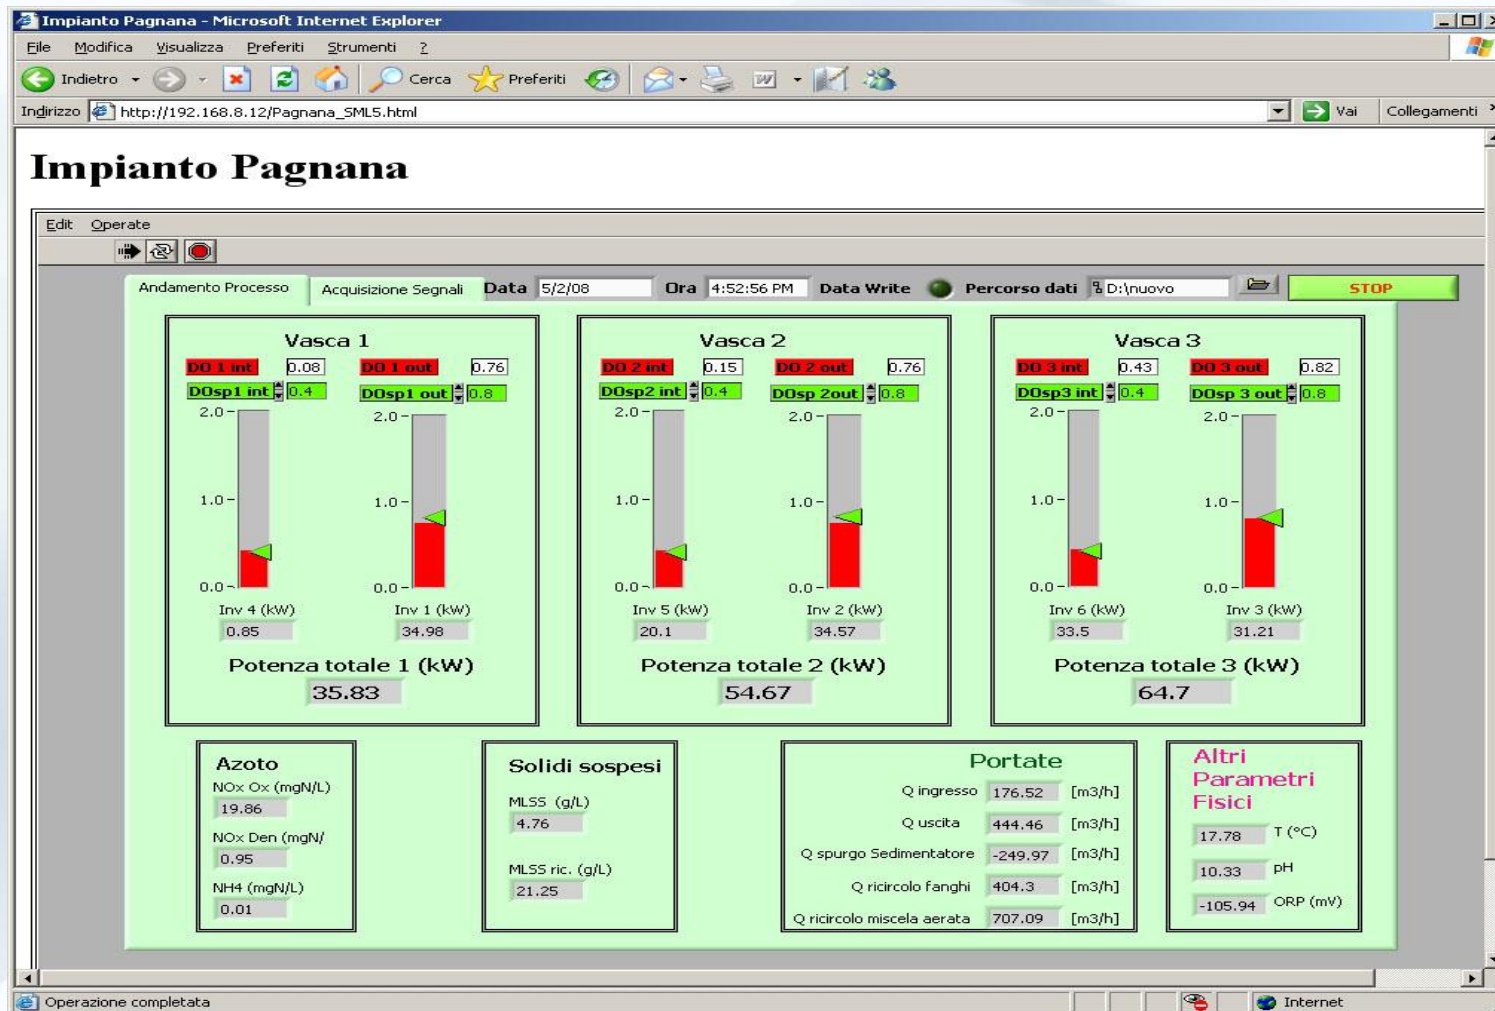 Impianto Pagnana - Microsoft Internet Explorer
File Modifica Visualizza Preferiti Strumenti ?
Indietro Cerca Preferiti
Indirizzo http://192.168.8.12/Pagnana_SML5.html Vai Collegamenti
Impianto Pagnana
Edit Operate
Andamento Processo Acquisizione Segnali Data 5/2/08 Ora 4:52:56 PM Data Write Percorso dati D:\nuovo STOP
Vasca 1
DO 1 int 0.08 DO 1 out 0.76
DOsp1 int 0.4 DOsp1 out 0.8
2.0 2.0
1.0 1.0
0.0 0.0
Inv 4 (kW) Inv 1 (kW)
0.85 34.98
Potenza totale 1 (kW)
35.83
Vasca 2
DO 2 int 0.15 DO 2 out 0.76
DOsp2 int 0.4 DOsp 2out 0.8
2.0 2.0
1.0 1.0
0.0 0.0
Inv 5 (kW) Inv 2 (kW)
20.1 34.57
Potenza totale 2 (kW)
54.67
Vasca 3
DO 3 int 0.43 DO 3 out 0.82
DOsp3 int 0.4 DOsp 3 out 0.8
2.0 2.0
1.0 1.0
0.0 0.0
Inv 6 (kW) Inv 3 (kW)
33.5 31.21
Potenza totale 3 (kW)
64.7
Azoto
NOx Ox (mgN/L)
19.86
NOx Den (mgN/
0.95
NH4 (mgN/L)
0.01
Solidi sospesi
MLSS (g/L)
4.76
MLSS ric. (g/L)
21.25
Portate
Q ingresso 176.52 [m3/h]
Q uscita 444.46 [m3/h]
Q spurgo Sedimentatore -249.97 [m3/h]
Q ricircolo fanghi 404.3 [m3/h]
Q ricircolo miscela aerata 707.09 [m3/h]
Altri
Parametri
Fisici
17.78 T (°C)
10.33 pH
-105.94 ORP (mV)
Operazione completata Internet